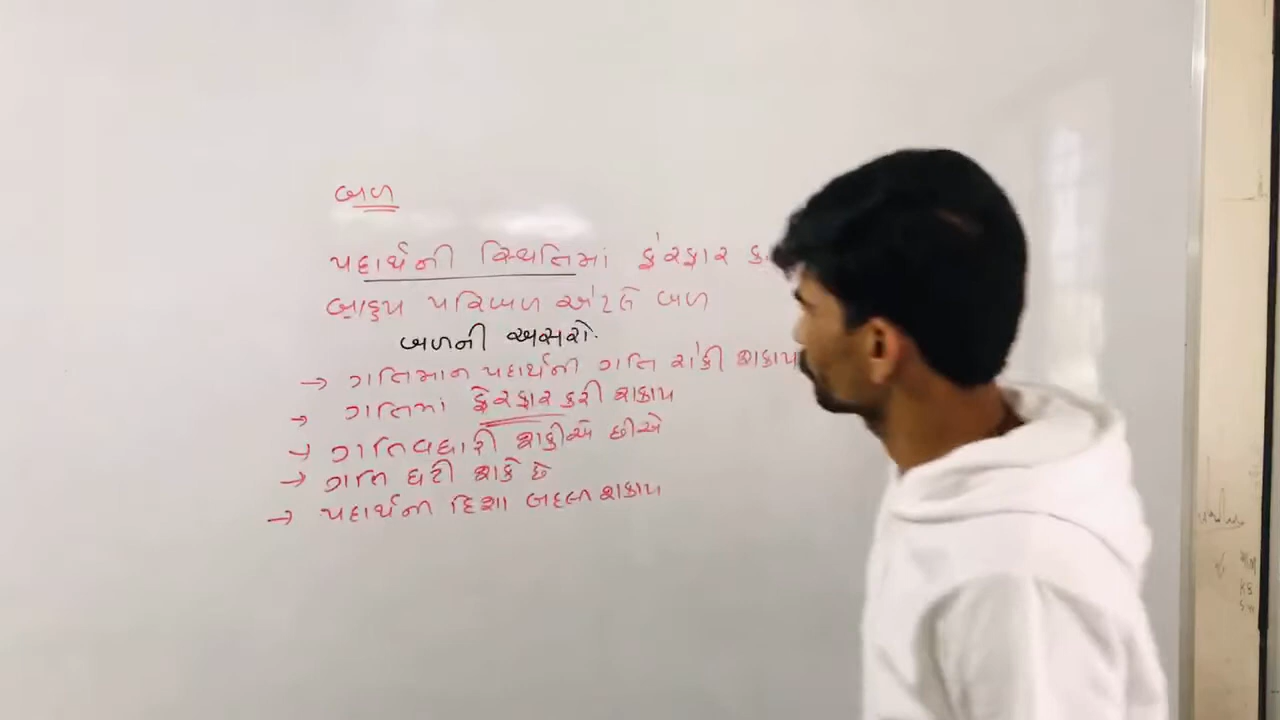 બળ
પદાર્થની સ્થિતિમાં ફેરફાર
પરિબળ એટલે બળ
બળની અસરો.
→ ગતિમાન પદાર્થની ગતિ રોકી શકાય
→ ગતિમાં ફેરફાર કરી શકાય
→ ગતિ વધારી શકીએ છીએ
→ ગતિ ઘટી શકે છે
→ પદાર્થની દિશા બદલી શકાય